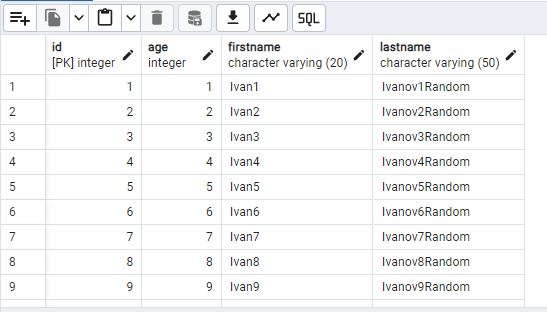 SQL
id age firstname lastname
[PK] integer integer character varying (20) character varying (50)
1 1 1 Ivan1 Ivanov1Random
2 2 2 Ivan2 Ivanov2Random
3 3 3 Ivan3 Ivanov3Random
4 4 4 Ivan4 Ivanov4Random
5 5 5 Ivan5 Ivanov5Random
6 6 6 Ivan6 Ivanov6Random
7 7 7 Ivan7 Ivanov7Random
8 8 8 Ivan8 Ivanov8Random
9 9 9 Ivan9 Ivanov9Random